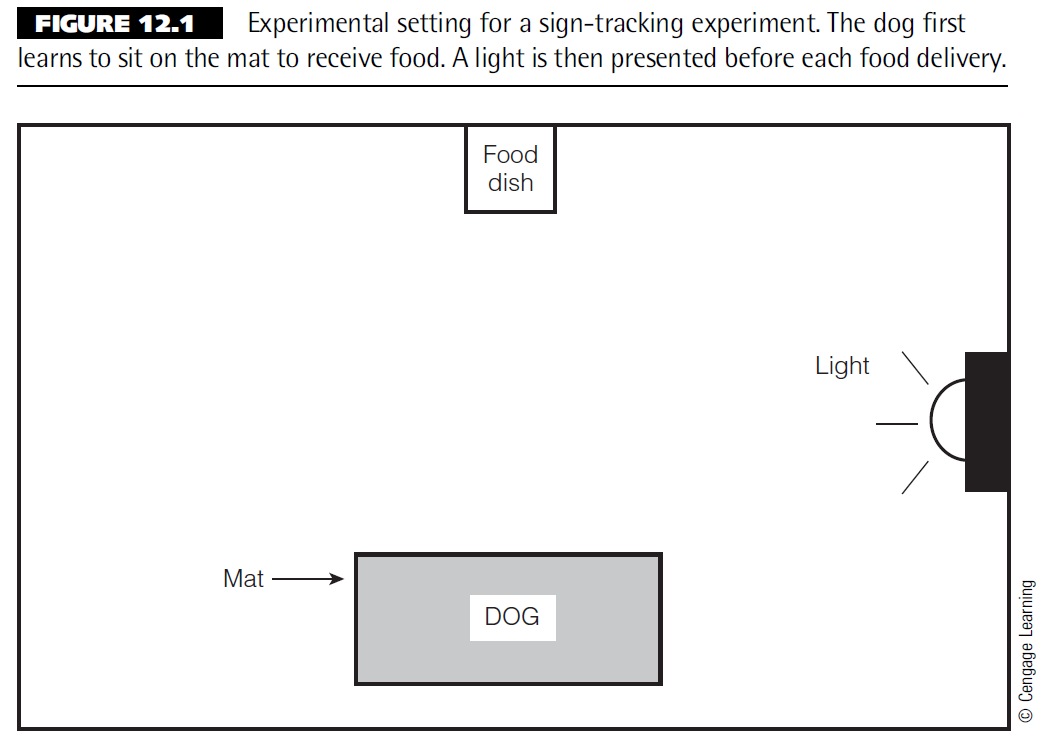 FIGURE 12.1 Experimental setting for a sign-tracking experiment. The dog first
learns to sit on the mat to receive food. A light is then presented before each food delivery.
Food
dish
Light
Mat
DOG
© Cengage Learning